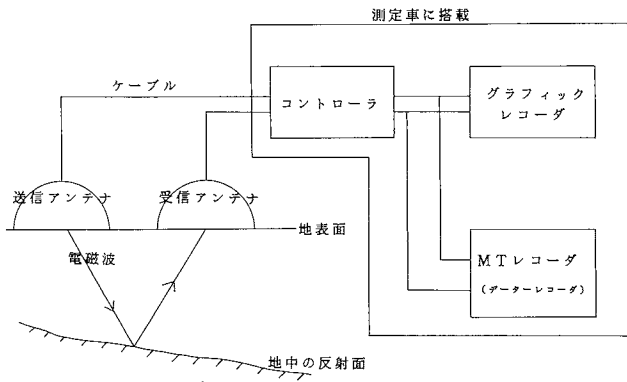 測定車に搭載
ケーブル
コントローラ
グラフィック
レコーダ
送信アンテナ
受信アンテナ
地表面
電磁波
MTレコーダ
(データーレコーダ)
地中の反射面